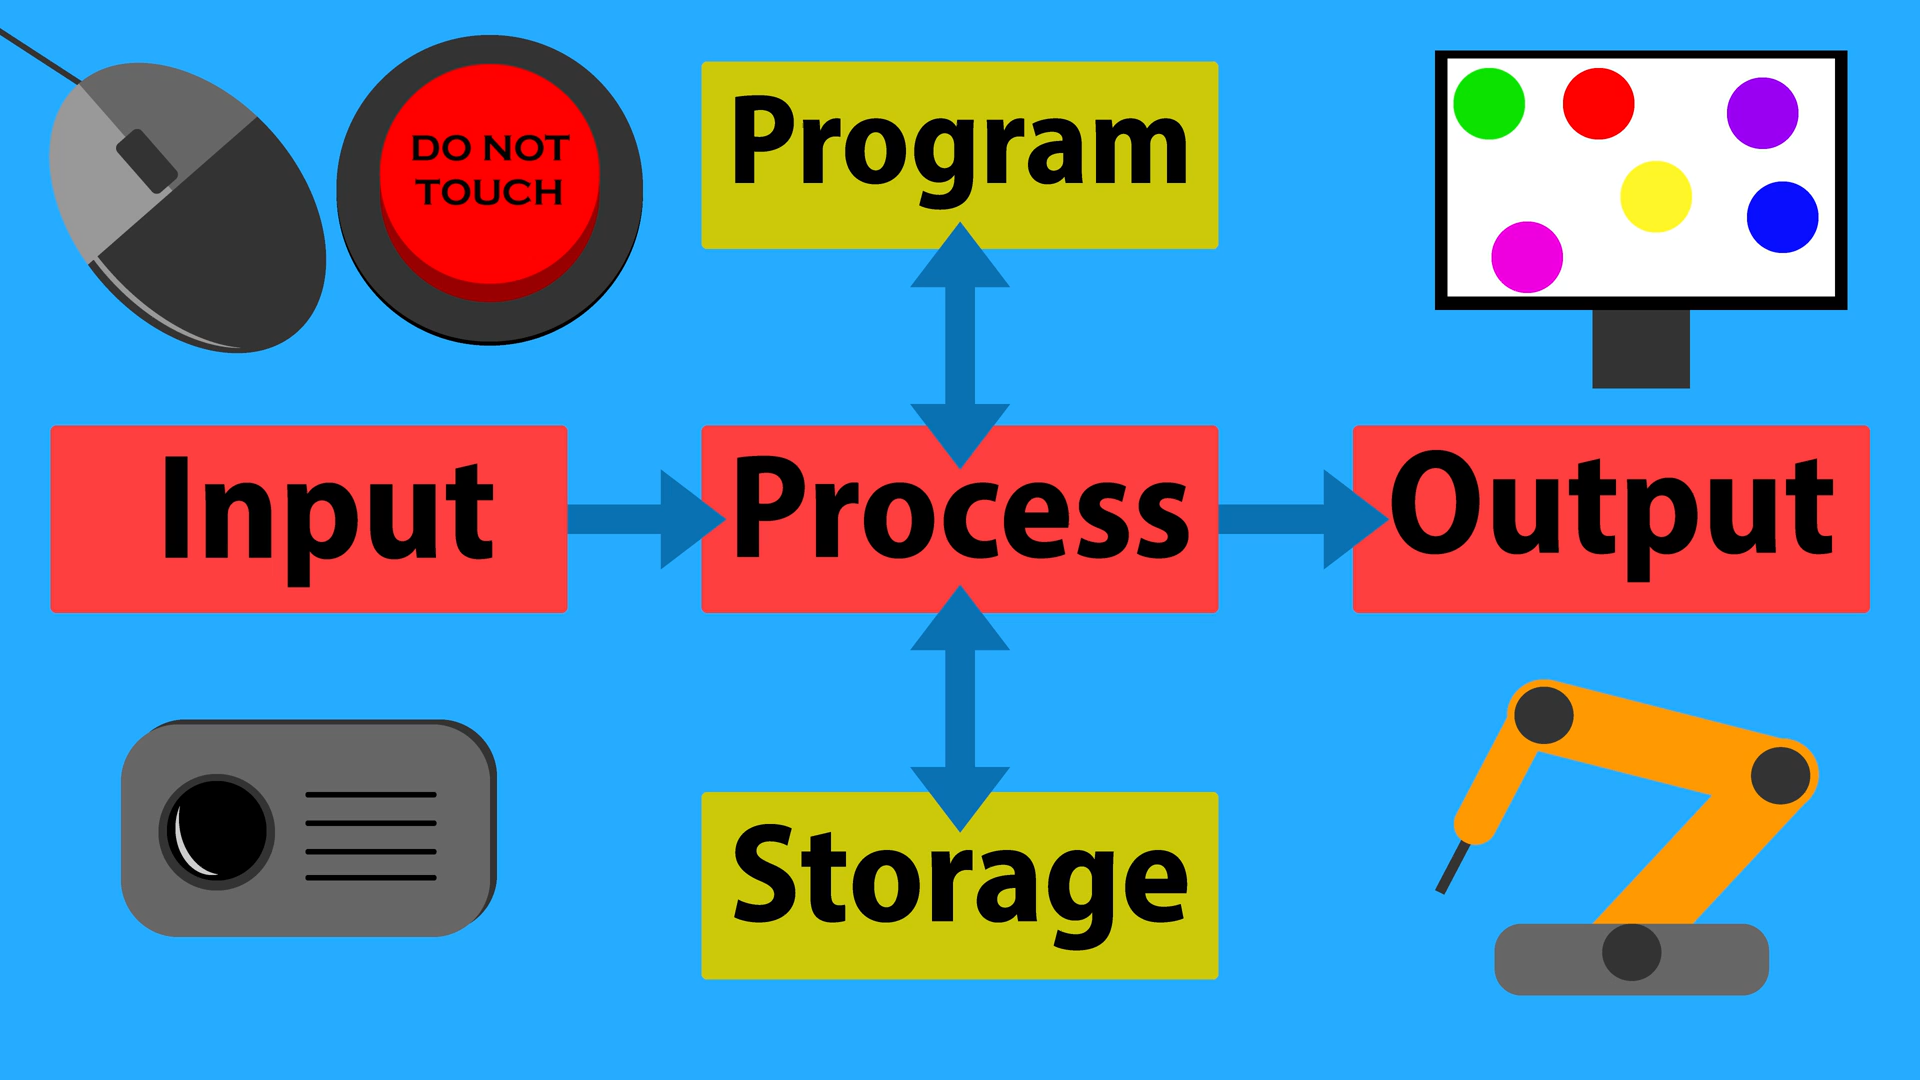 DO NOT
TOUCH
Program
Input
Process
Output
Storage